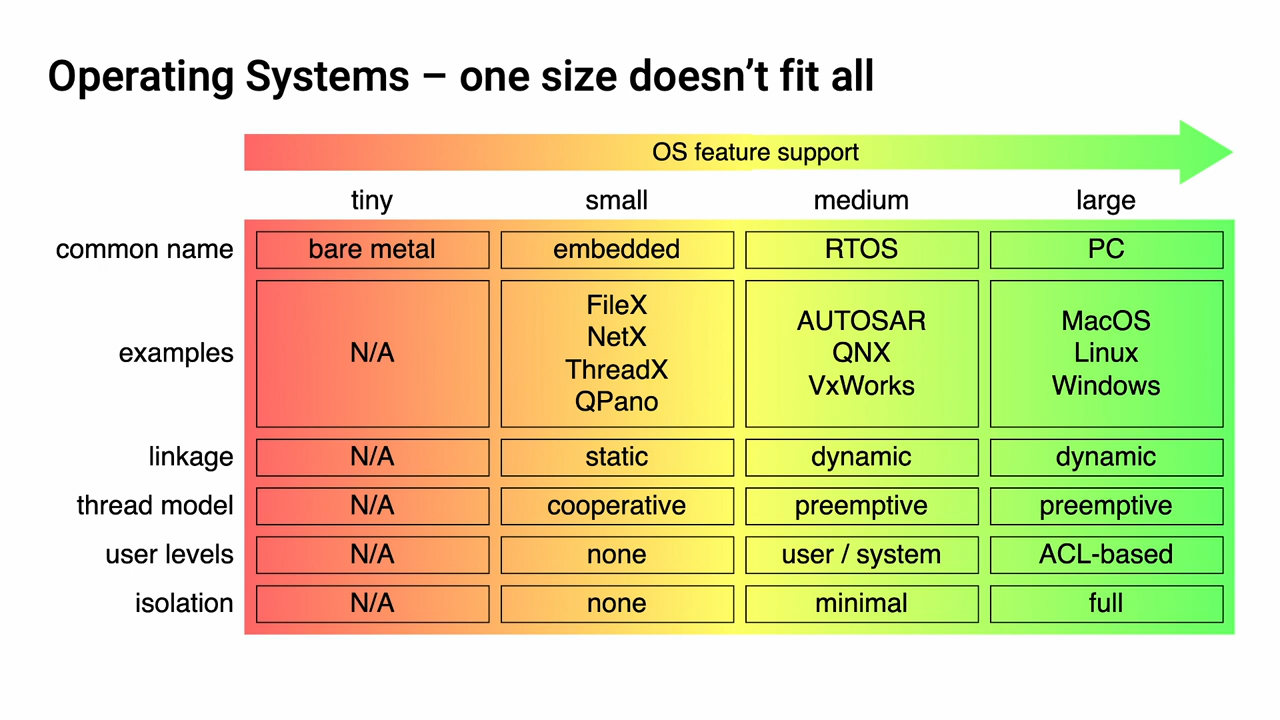 Operating Systems – one size doesn’t fit all
OS feature support
tiny small medium large
common name bare metal embedded RTOS PC
examples N/A
FileX
NetX
ThreadX
QPano
AUTOSAR
QNX
VxWorks
MacOS
Linux
Windows
linkage N/A static dynamic dynamic
thread model N/A cooperative preemptive preemptive
user levels N/A none user / system ACL-based
isolation N/A none minimal full